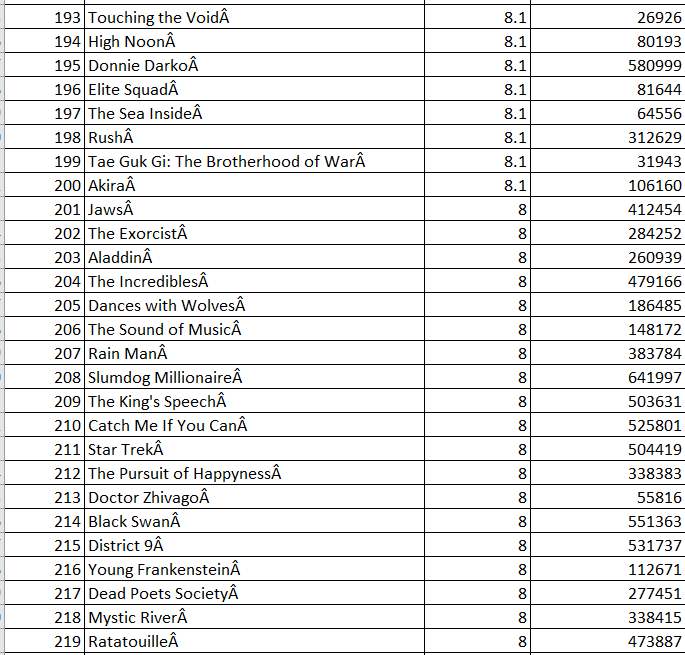 193 Touching the VoidÂ 8.1 26926
194 High NoonÂ 8.1 80193
195 Donnie DarkoÂ 8.1 580999
196 Elite SquadÂ 8.1 81644
197 The Sea InsideÂ 8.1 64556
198 RushÂ 8.1 312629
199 Tae Guk Gi: The Brotherhood of WarÂ 8.1 31943
200 AkiraÂ 8.1 106160
201 JawsÂ 8 412454
202 The ExorcistÂ 8 284252
203 AladdinÂ 8 260939
204 The IncrediblesÂ 8 479166
205 Dances with WolvesÂ 8 186485
206 The Sound of MusicÂ 8 148172
207 Rain ManÂ 8 383784
208 Slumdog MillionaireÂ 8 641997
209 The King's SpeechÂ 8 503631
210 Catch Me If You CanÂ 8 525801
211 Star TrekÂ 8 504419
212 The Pursuit of HappynessÂ 8 338383
213 Doctor ZhivagoÂ 8 55816
214 Black SwanÂ 8 551363
215 District 9Â 8 531737
216 Young FrankensteinÂ 8 112671
217 Dead Poets SocietyÂ 8 277451
218 Mystic RiverÂ 8 338415
219 RatatouilleÂ 8 473887